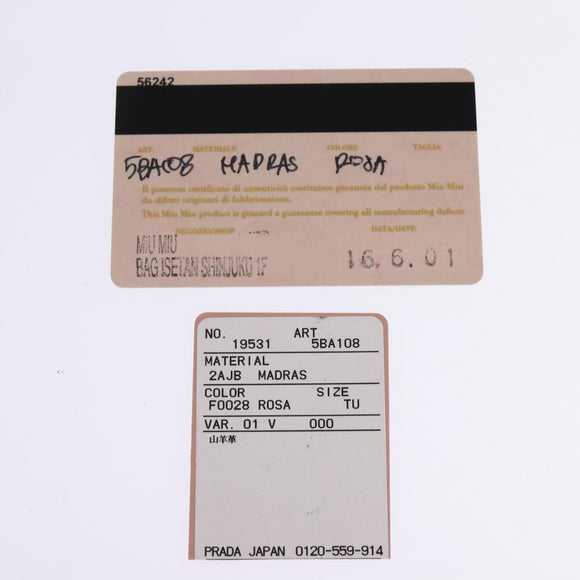 56242
ART. MATERIALE COLORE TAGLIA
5BA108 MADRAS ROSA
Il presente certificato di autenticità costituisce garanzia del prodotto Miu Miu
da difetti originari di fabbricazione.
This Miu Miu product is granted a guarantee covering all manufacturing defects.
NEGOZIO/SHOP DATA/DATE
MIU MIU
BAG ISETAN SHINJUKU 1F 16.6.01
NO. ART
19531 5BA108
MATERIAL
2AJB MADRAS
COLOR SIZE
F0028 ROSA TU
VAR. 01 V 000
山羊革
PRADA JAPAN 0120-559-914